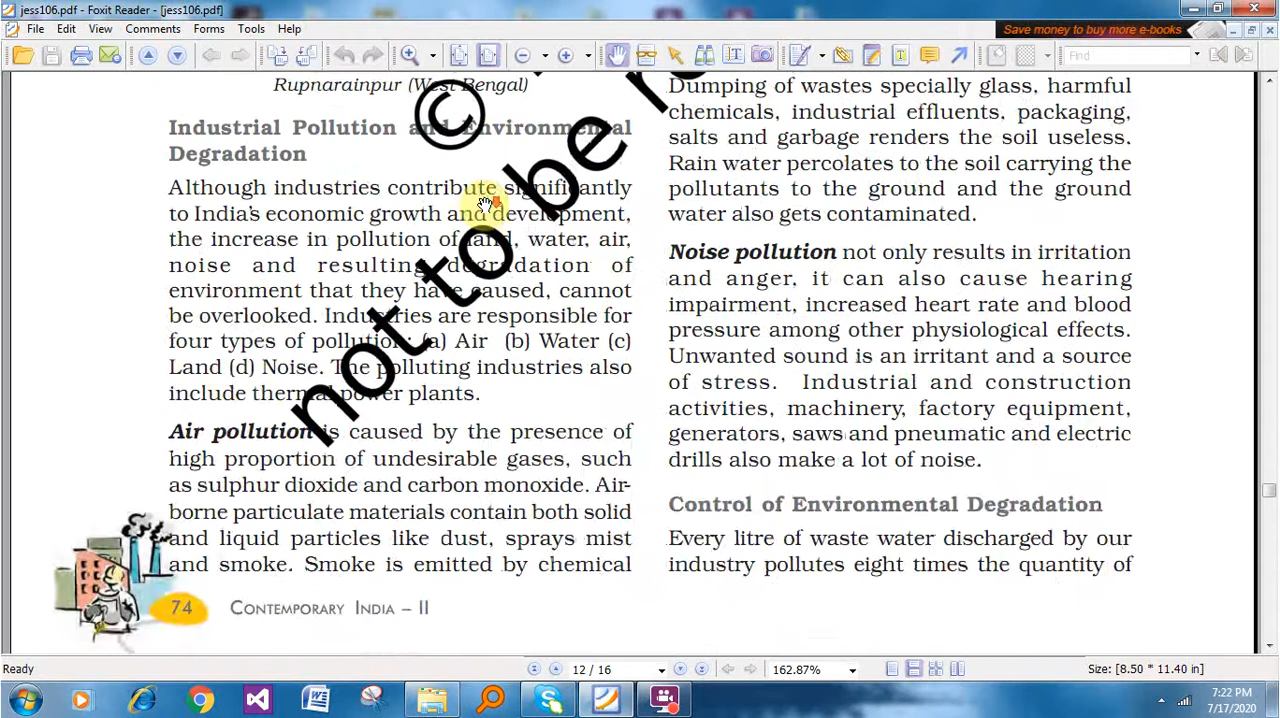 jess106.pdf - Foxit Reader - [jess106.pdf]
File Edit View Comments Forms Tools Help
Save money to buy more e-books
Find
Rupnarainpur (West Bengal)
Industrial Pollution and Environmental
Degradation
Although industries contribute significantly
to India's economic growth and development,
the increase in pollution of land, water, air,
noise and resulting degradation of
environment that they have caused, cannot
be overlooked. Industries are responsible for
four types of pollution: (a) Air (b) Water (c)
Land (d) Noise. The polluting industries also
include thermal power plants.
Air pollution is caused by the presence of
high proportion of undesirable gases, such
as sulphur dioxide and carbon monoxide. Air-
borne particulate materials contain both solid
and liquid particles like dust, sprays mist
and smoke. Smoke is emitted by chemical
74 Contemporary India – II
Dumping of wastes specially glass, harmful
chemicals, industrial effluents, packaging,
salts and garbage renders the soil useless.
Rain water percolates to the soil carrying the
pollutants to the ground and the ground
water also gets contaminated.
Noise pollution not only results in irritation
and anger, it can also cause hearing
impairment, increased heart rate and blood
pressure among other physiological effects.
Unwanted sound is an irritant and a source
of stress. Industrial and construction
activities, machinery, factory equipment,
generators, saws and pneumatic and electric
drills also make a lot of noise.
Control of Environmental Degradation
Every litre of waste water discharged by our
industry pollutes eight times the quantity of
©
not to be
Ready
12 / 16
162.87%
Size: [8.50 * 11.40 in]
7:22 PM
7/17/2020